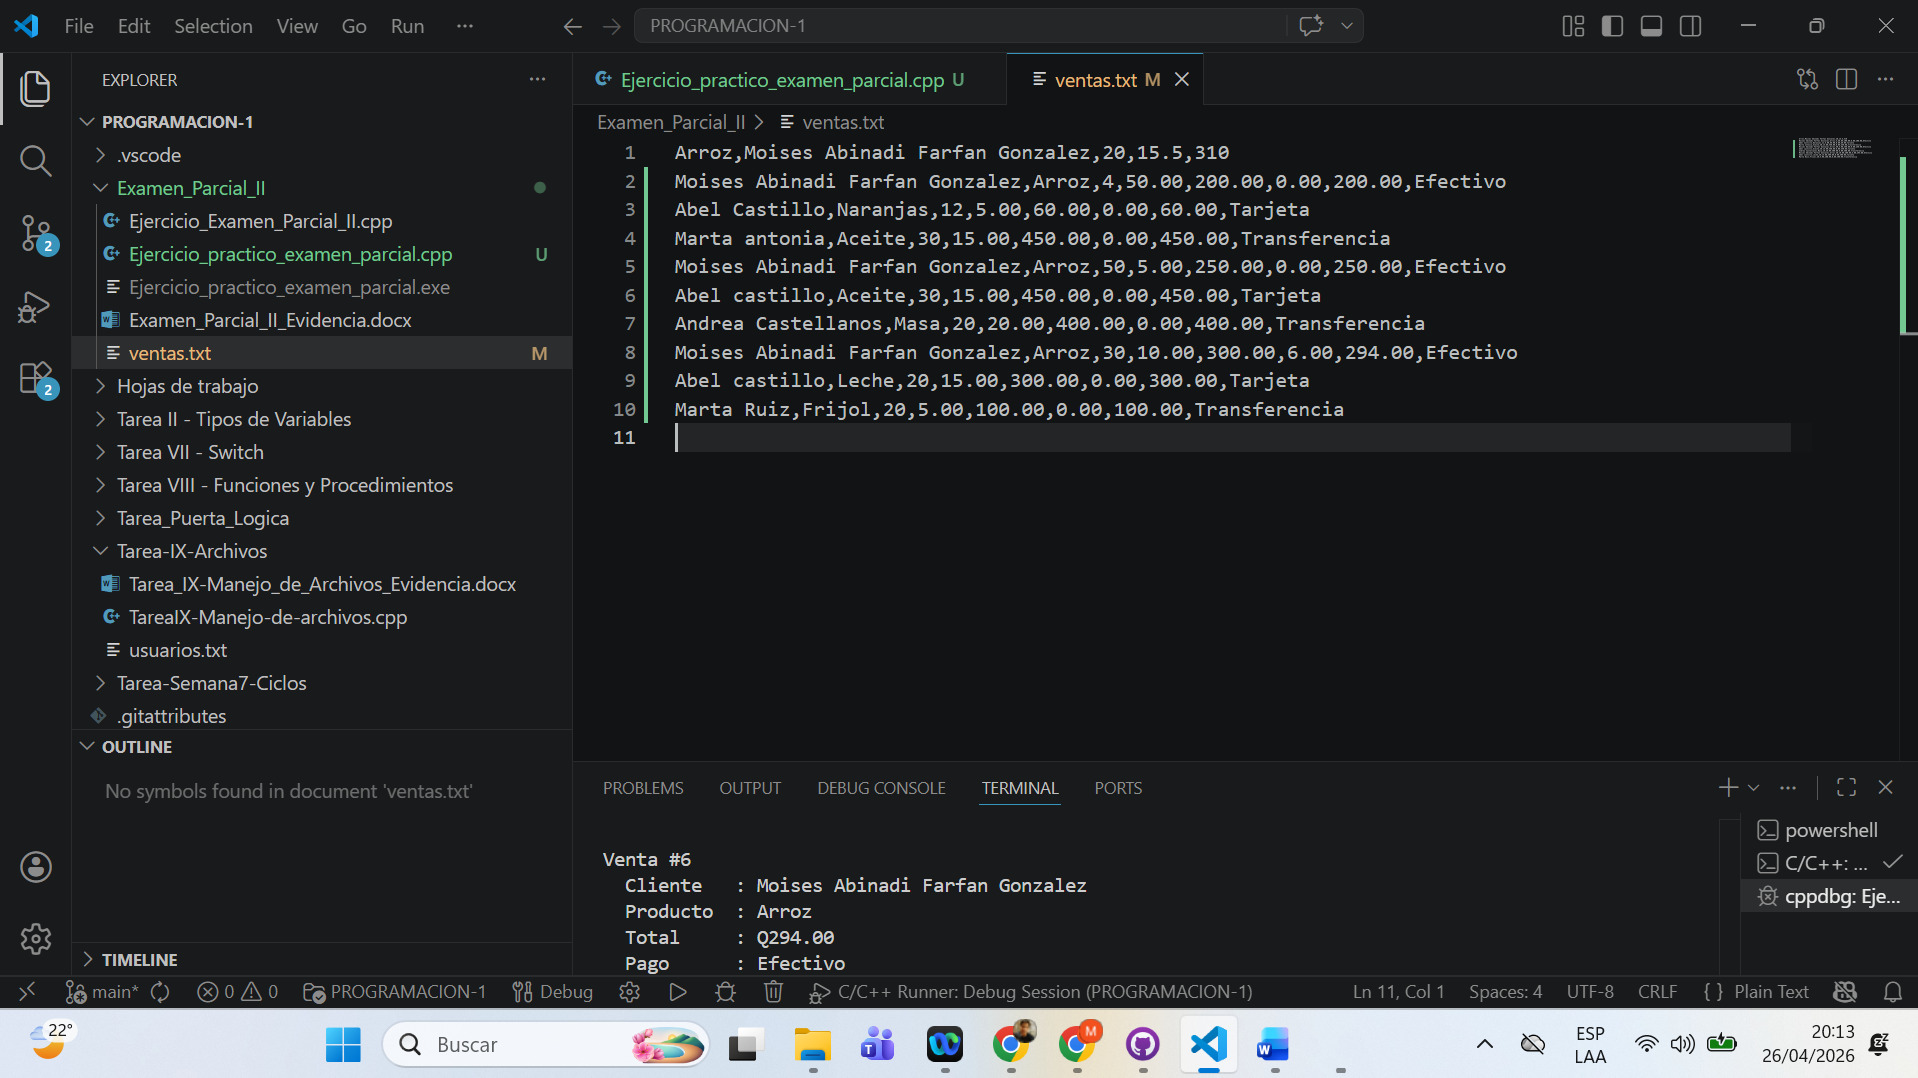 File Edit Selection View Go Run ···
PROGRAMACION-1
EXPLORER
PROGRAMACION-1
.vscode
Examen_Parcial_II
Ejercicio_Examen_Parcial_II.cpp
Ejercicio_practico_examen_parcial.cpp U
Ejercicio_practico_examen_parcial.exe
Examen_Parcial_II_Evidencia.docx
ventas.txt M
Hojas de trabajo
Tarea II - Tipos de Variables
Tarea VII - Switch
Tarea VIII - Funciones y Procedimientos
Tarea_Puerta_Logica
Tarea-IX-Archivos
Tarea_IX-Manejo_de_Archivos_Evidencia.docx
TareaIX-Manejo-de-archivos.cpp
usuarios.txt
Tarea-Semana7-Ciclos
.gitattributes
OUTLINE
No symbols found in document 'ventas.txt'
TIMELINE
2
2
Ejercicio_practico_examen_parcial.cpp U
ventas.txt M
Examen_Parcial_II > ventas.txt
1 Arroz,Moises Abinadi Farfan Gonzalez,20,15.5,310
2 Moises Abinadi Farfan Gonzalez,Arroz,4,50.00,200.00,0.00,200.00,Efectivo
3 Abel Castillo,Naranjas,12,5.00,60.00,0.00,60.00,Tarjeta
4 Marta antonia,Aceite,30,15.00,450.00,0.00,450.00,Transferencia
5 Moises Abinadi Farfan Gonzalez,Arroz,50,5.00,250.00,0.00,250.00,Efectivo
6 Abel castillo,Aceite,30,15.00,450.00,0.00,450.00,Tarjeta
7 Andrea Castellanos,Masa,20,20.00,400.00,0.00,400.00,Transferencia
8 Moises Abinadi Farfan Gonzalez,Arroz,30,10.00,300.00,6.00,294.00,Efectivo
9 Abel castillo,Leche,20,15.00,300.00,0.00,300.00,Tarjeta
10 Marta Ruiz,Frijol,20,5.00,100.00,0.00,100.00,Transferencia
11
PROBLEMS OUTPUT DEBUG CONSOLE TERMINAL PORTS
Venta #6
Cliente : Moises Abinadi Farfan Gonzalez
Producto : Arroz
Total : Q294.00
Pago : Efectivo
powershell
C/C++: ...
cppdbg: Eje...
main* 0 0 PROGRAMACION-1 Debug C/C++ Runner: Debug Session (PROGRAMACION-1) Ln 11, Col 1 Spaces: 4 UTF-8 CRLF { } Plain Text
22°
Buscar
M
ESP
LAA
20:13
26/04/2026